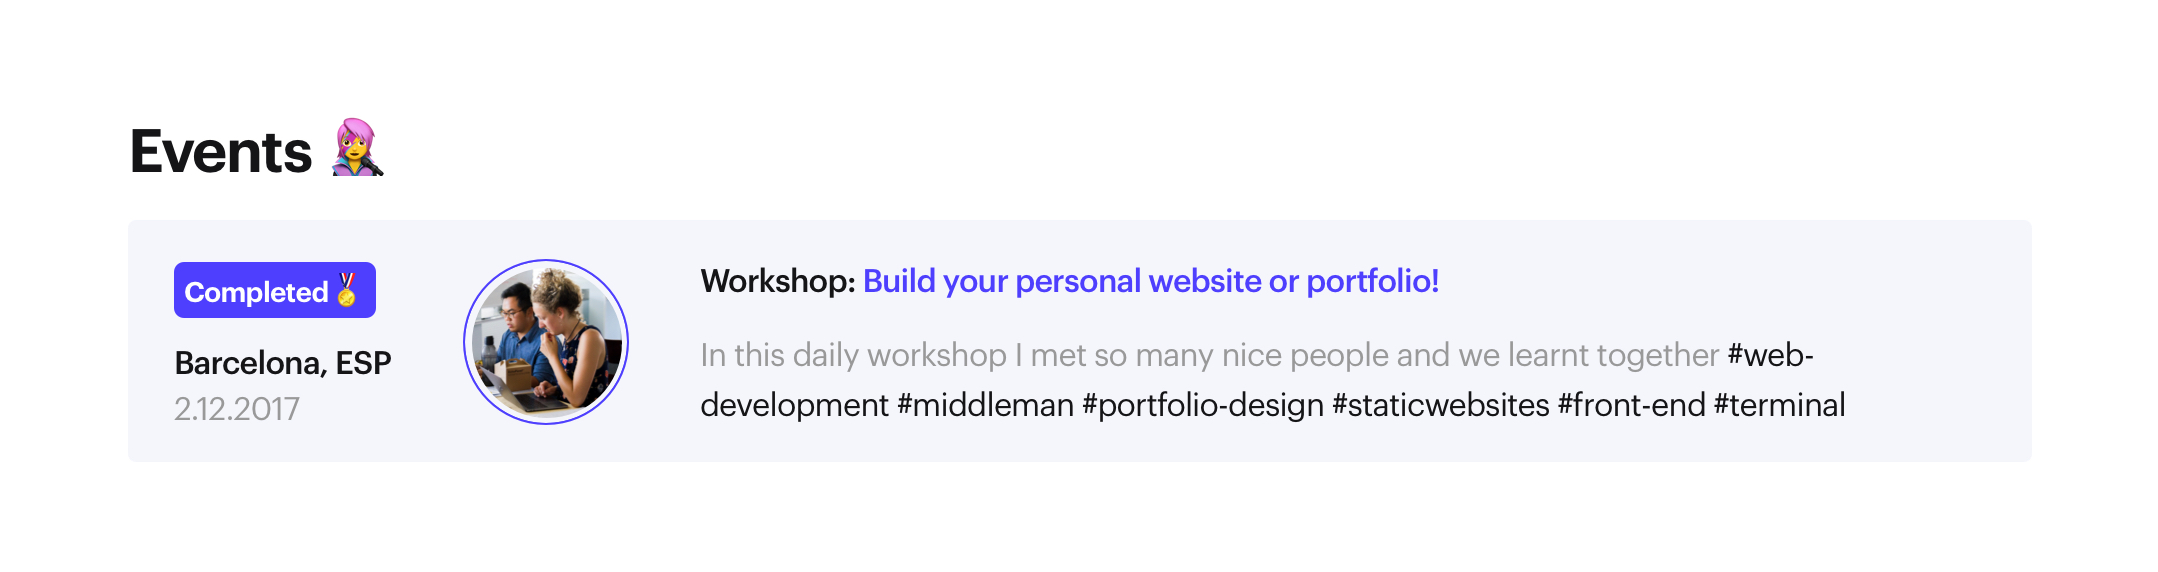 Events 👩‍🎤
Completed🏅
Barcelona, ESP
2.12.2017
Workshop: Build your personal website or portfolio!
In this daily workshop I met so many nice people and we learnt together #web-
development #middleman #portfolio-design #staticwebsites #front-end #terminal